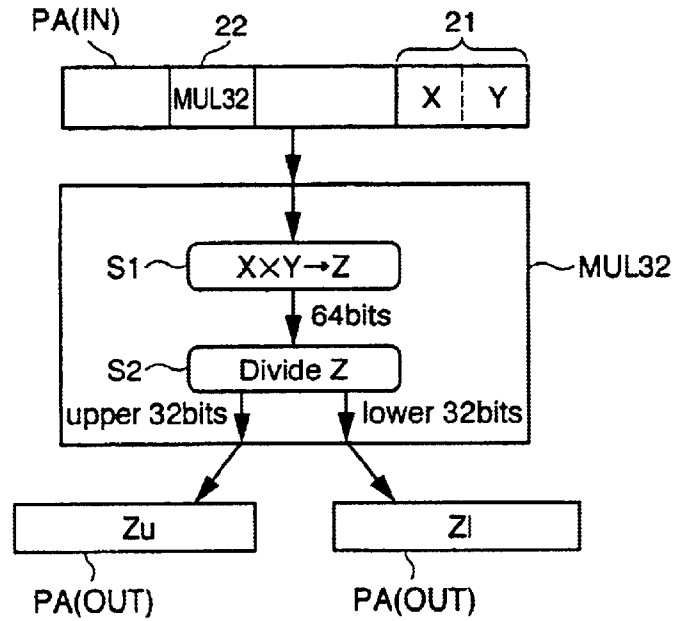 PA(IN) 22 21
MUL32 X Y
MUL32
S1 X×Y→Z
64bits
S2 Divide Z
upper 32bits lower 32bits
Zu Zl
PA(OUT) PA(OUT)